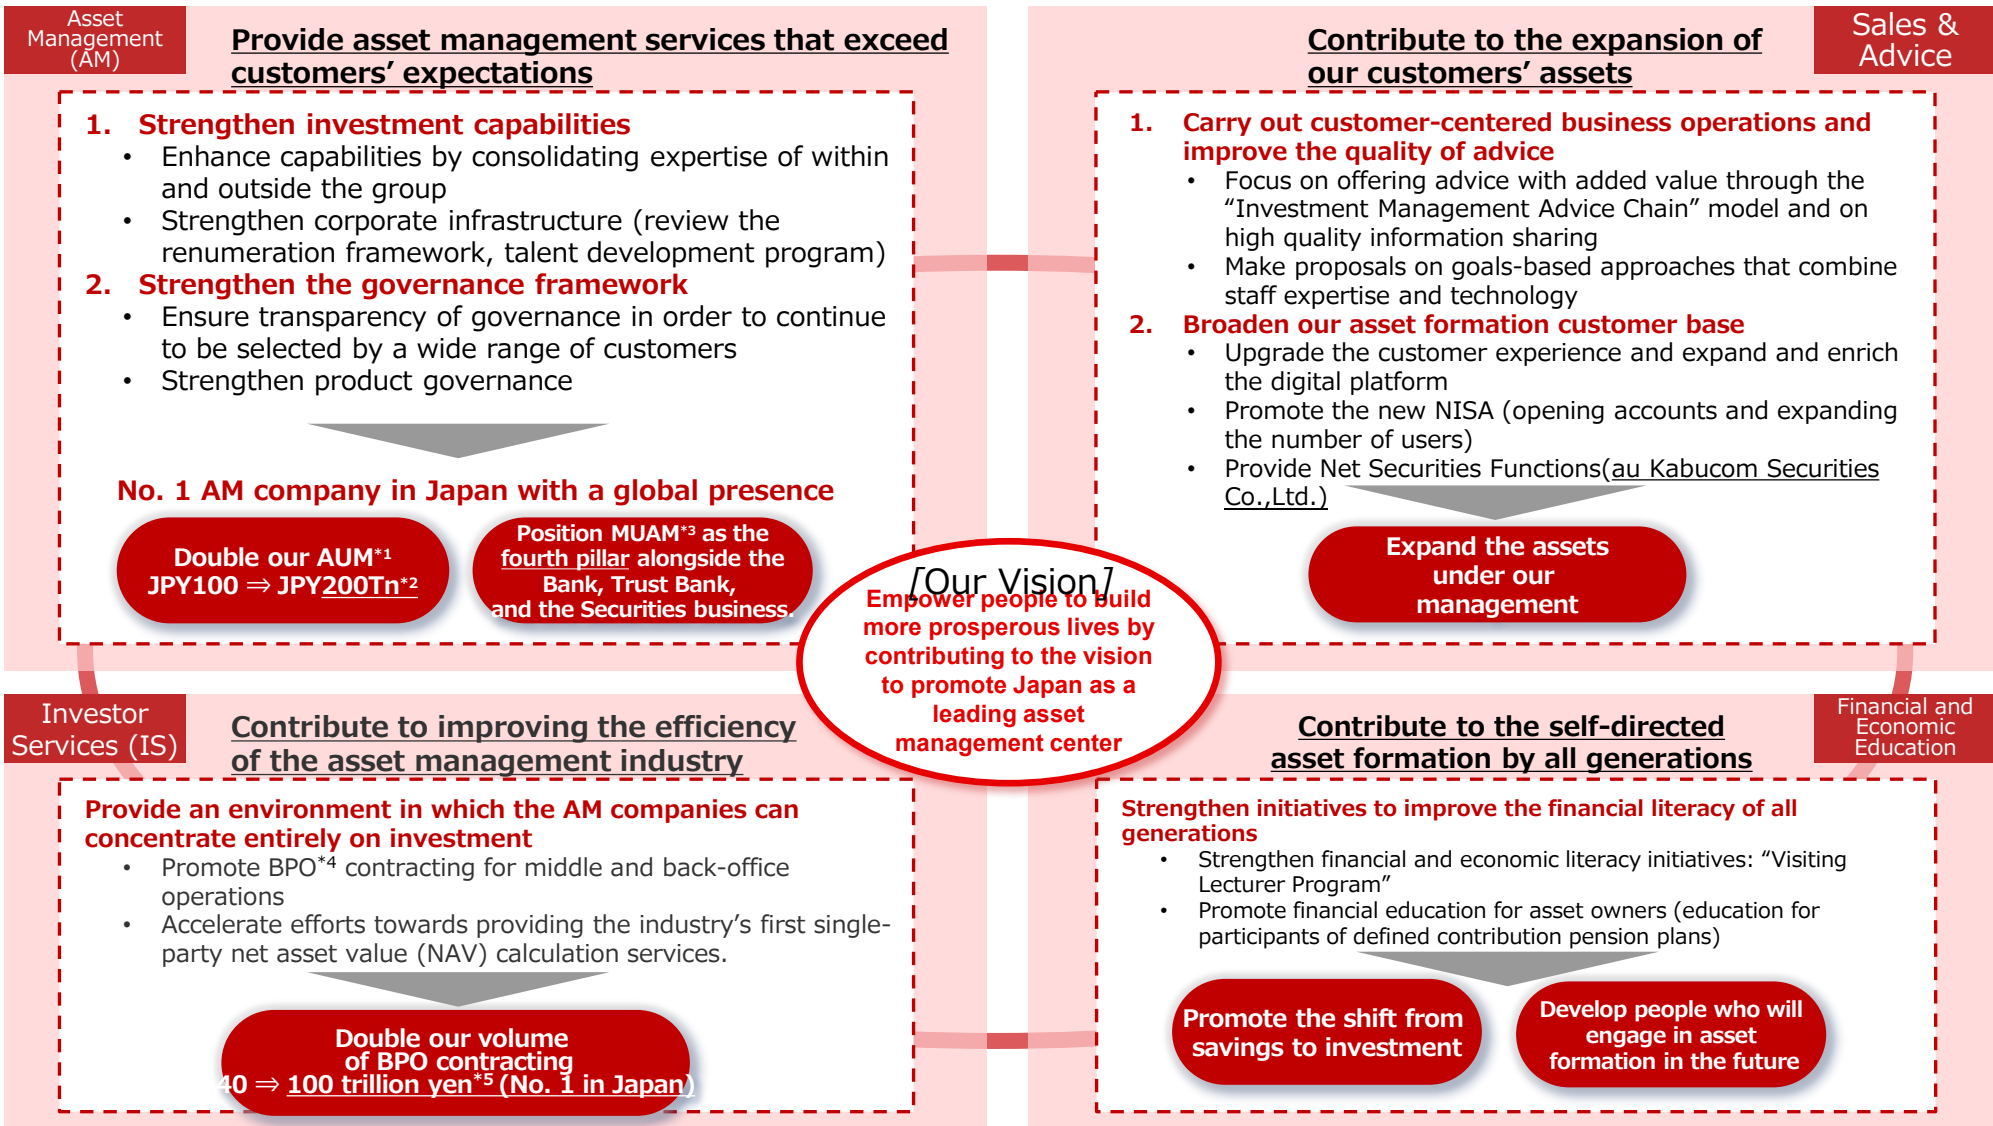 Asset
Management
(AM)
Provide asset management services that exceed
customers’ expectations
1. Strengthen investment capabilities
• Enhance capabilities by consolidating expertise of within
and outside the group
• Strengthen corporate infrastructure (review the
renumeration framework, talent development program)
2. Strengthen the governance framework
• Ensure transparency of governance in order to continue
to be selected by a wide range of customers
• Strengthen product governance
No. 1 AM company in Japan with a global presence
Double our AUM*1
JPY100 ⇒ JPY200Tn*2
Position MUAM*3 as the
fourth pillar alongside the
Bank, Trust Bank,
and the Securities business.
Sales &
Advice
Contribute to the expansion of
our customers’ assets
1. Carry out customer-centered business operations and
improve the quality of advice
• Focus on offering advice with added value through the
“Investment Management Advice Chain” model and on
high quality information sharing
• Make proposals on goals-based approaches that combine
staff expertise and technology
2. Broaden our asset formation customer base
• Upgrade the customer experience and expand and enrich
the digital platform
• Promote the new NISA (opening accounts and expanding
the number of users)
• Provide Net Securities Functions(au Kabucom Securities
Co.,Ltd.)
Expand the assets
under our
management
[Our Vision]
Empower people to build
more prosperous lives by
contributing to the vision
to promote Japan as a
leading asset
management center
Investor
Services (IS)
Contribute to improving the efficiency
of the asset management industry
Provide an environment in which the AM companies can
concentrate entirely on investment
• Promote BPO*4 contracting for middle and back-office
operations
• Accelerate efforts towards providing the industry’s first single-
party net asset value (NAV) calculation services.
Double our volume
of BPO contracting
40 ⇒ 100 trillion yen*5 (No. 1 in Japan)
Financial and
Economic
Education
Contribute to the self-directed
asset formation by all generations
Strengthen initiatives to improve the financial literacy of all
generations
• Strengthen financial and economic literacy initiatives: “Visiting
Lecturer Program”
• Promote financial education for asset owners (education for
participants of defined contribution pension plans)
Promote the shift from
savings to investment
Develop people who will
engage in asset
formation in the future